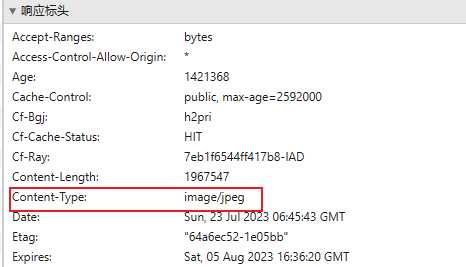 ▼ 响应标头
Accept-Ranges: bytes
Access-Control-Allow-Origin: *
Age: 1421368
Cache-Control: public, max-age=2592000
Cf-Bgj: h2pri
Cf-Cache-Status: HIT
Cf-Ray: 7eb1f6544ff417b8-IAD
Content-Length: 1967547
Content-Type: image/jpeg
Date: Sun, 23 Jul 2023 06:45:43 GMT
Etag: "64a6ec52-1e05bb"
Expires: Sat, 05 Aug 2023 16:36:20 GMT